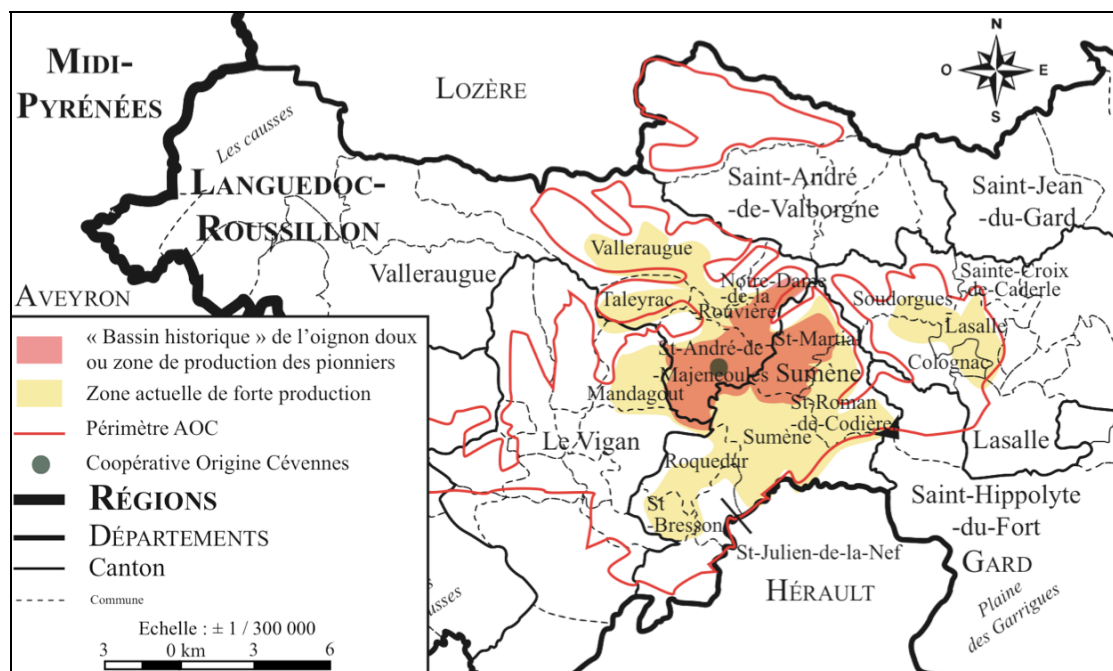 N
O
E
S
MIDI-
PYRÉNÉES
LOZÈRE
Les causses
LANGUEDOC-
ROUSSILLON
Saint-André
-de-Valborgne
Saint-Jean
-du-Gard
Valleraugue
Valleraugue
AVEYRON
Taleyrac
Notre-Dame
-de-la
-Rouvière
Soudorgues
Sainte-Croix
-de-Caderle
Lasalle
Colognac
St-André-de-
-Majencoules
St-Martial
Sumène
Mandagout
St-Roman
-de-Codière
Le Vigan
Sumène
Roquedur
Lasalle
St
-Bresson
Saint-Hippolyte
-du-Fort
St-Julien-de-la-Nef
GARD
HÉRAULT
Plaine
des Garrigues
« Bassin historique » de l'oignon doux
ou zone de production des pionniers
Zone actuelle de forte production
Périmètre AOC
Coopérative Origine Cévennes
RÉGIONS
DÉPARTEMENTS
Canton
Commune
Echelle : ± 1 / 300 000
3 0 km 3 6